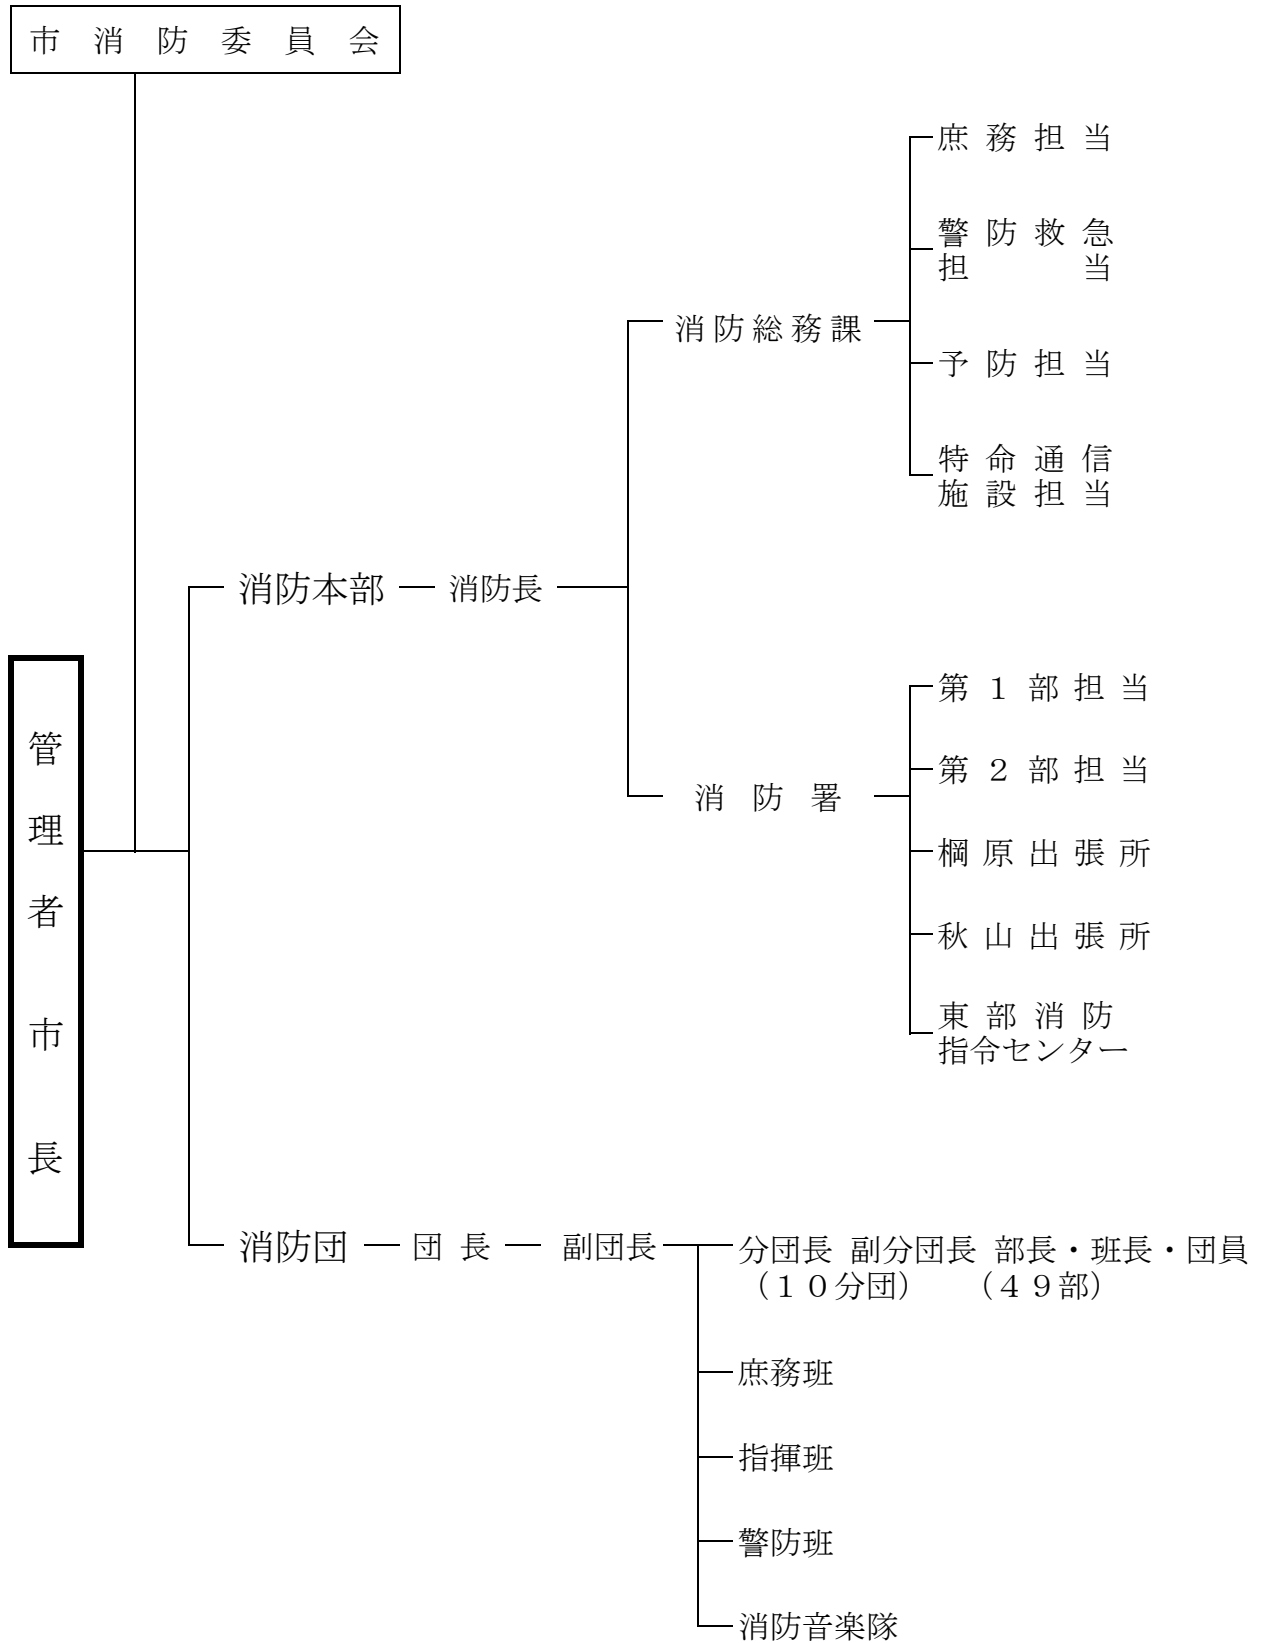 市消防委員会
庶務担当
警防救急
担当
消防総務課
予防担当
特命通信
施設担当
消防本部
消防長
第１部担当
第２部担当
消防署
棡原出張所
秋山出張所
東部消防
指令センター
管理者 市長
消防団
団長
副団長
分団長 副分団長 部長・班長・団員
（１０分団） （４９部）
庶務班
指揮班
警防班
消防音楽隊